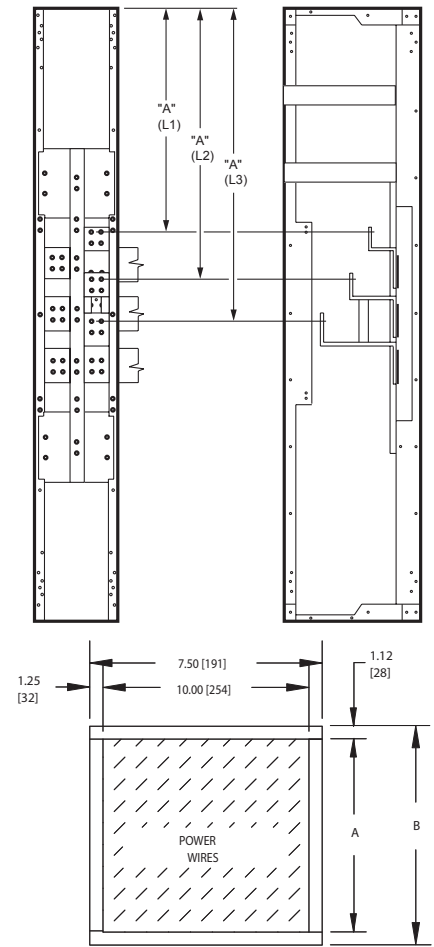 "A"
(L1)
"A"
(L2)
"A"
(L3)
7.50 [191]
1.12
[28]
1.25
[32]
10.00 [254]
A
B
POWER
WIRES